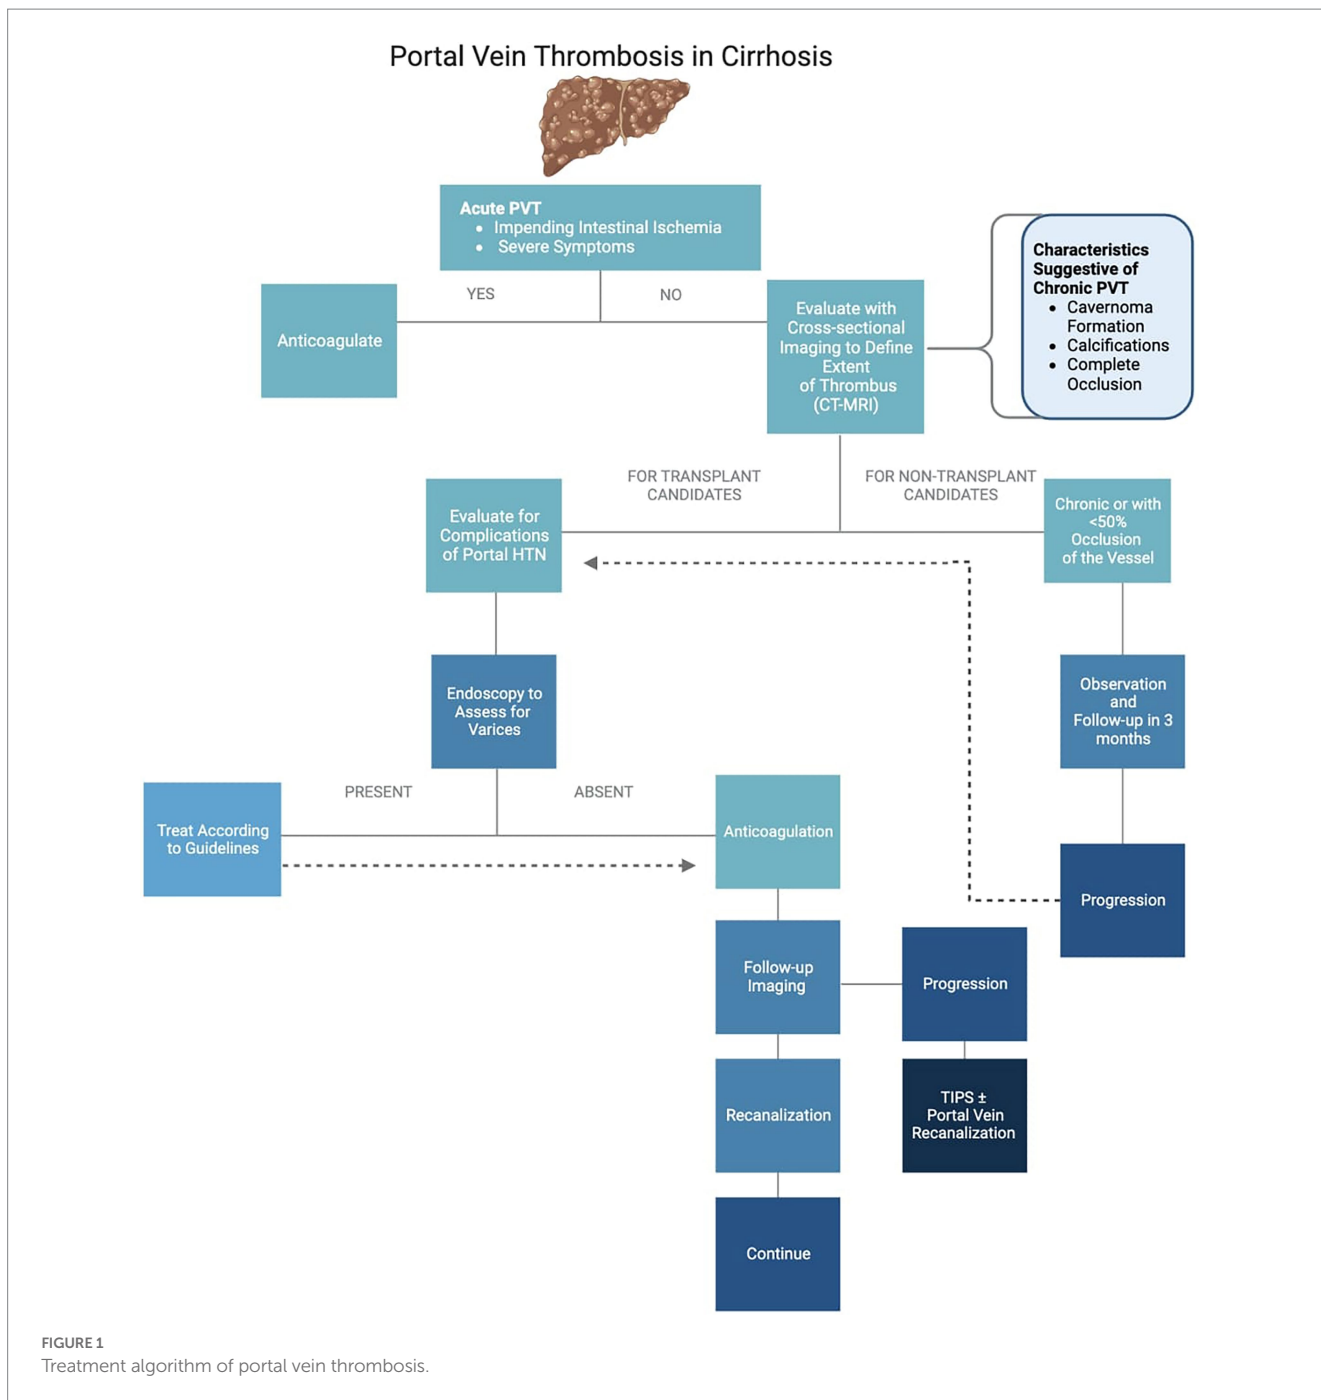 Portal Vein Thrombosis in Cirrhosis
Acute PVT
• Impending Intestinal Ischemia
• Severe Symptoms
YES
NO
Anticoagulate
Evaluate with
Cross-sectional
Imaging to Define
Extent
of Thrombus
(CT-MRI)
Characteristics
Suggestive of
Chronic PVT
• Cavernoma
Formation
• Calcifications
• Complete
Occlusion
FOR TRANSPLANT
CANDIDATES
FOR NON-TRANSPLANT
CANDIDATES
Evaluate for
Complications
of Portal HTN
Chronic or with
<50%
Occlusion
of the Vessel
Endoscopy to
Assess for
Varices
Observation
and
Follow-up in 3
months
PRESENT
ABSENT
Treat According
to Guidelines
Anticoagulation
Progression
Follow-up
Imaging
Progression
Recanalization
TIPS ±
Portal Vein
Recanalization
Continue
FIGURE 1
Treatment algorithm of portal vein thrombosis.